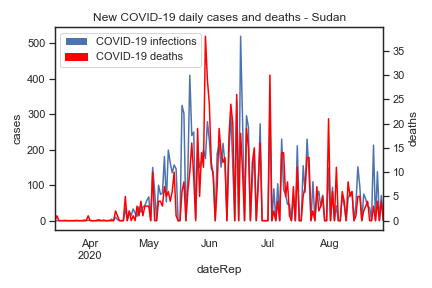 New COVID-19 daily cases and deaths - Sudan
COVID-19 infections
COVID-19 deaths
500
400
300
200
100
0
cases
35
30
25
20
15
10
5
0
deaths
Apr
2020
May
Jun
Jul
Aug
dateRep